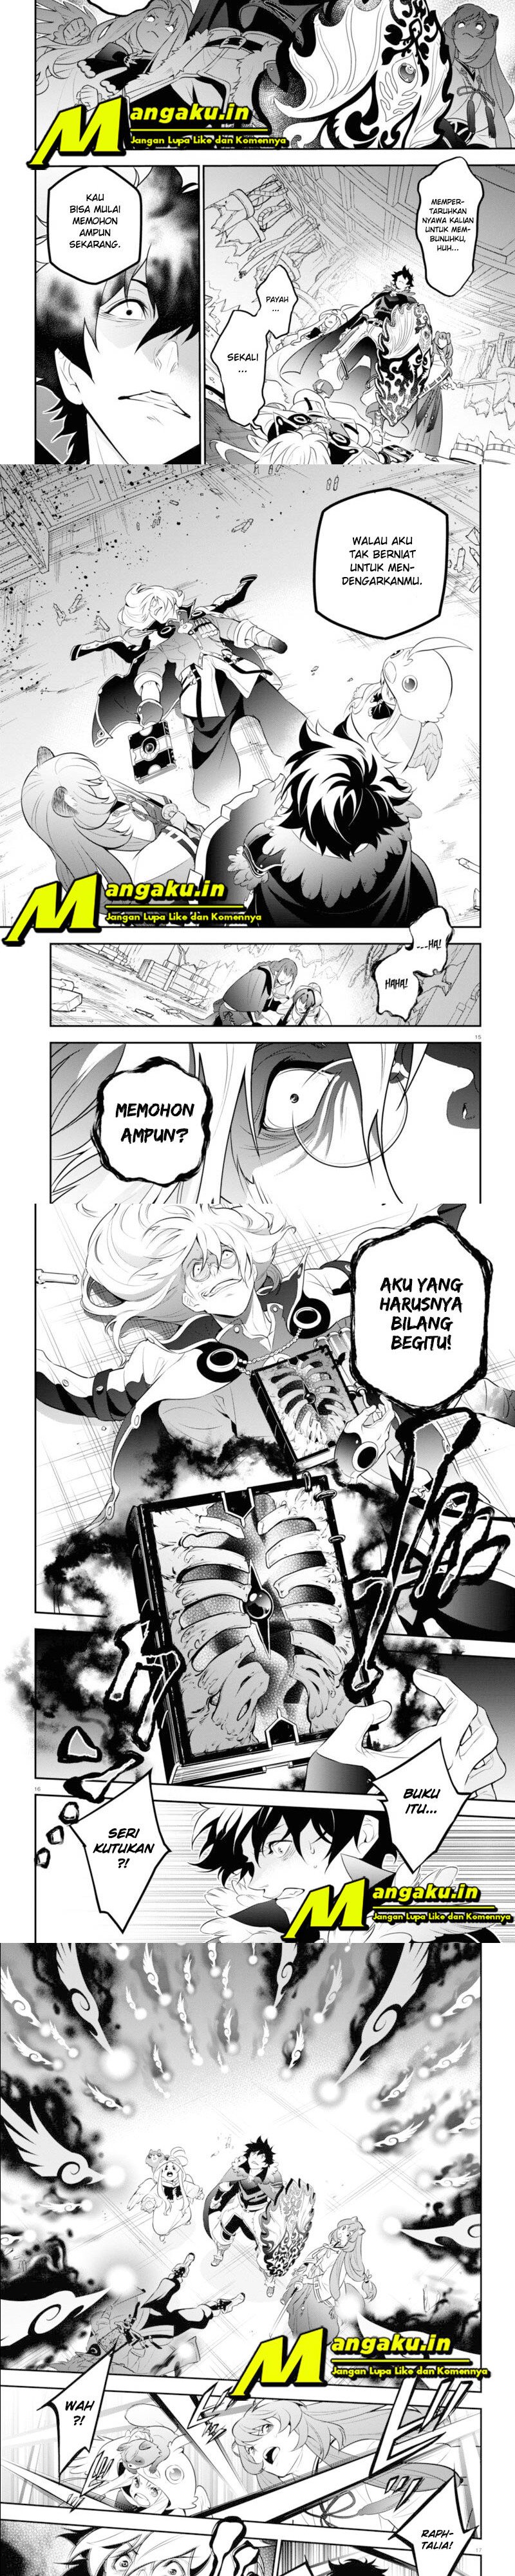 Mangaku.in
Jangan Lupa Like dan Komennya
MEMPER-
TARUHKAN
NYAWA KALIAN
UNTUK MEM-
BUNUHKU,
HUH...
PAYAH
...
SEKALI
...
KAU
BISA MULAI
MEMOHON
AMPUN
SEKARANG.
WALAU AKU
TAK BERNIAT
UNTUK MEN-
DENGARKANMU.
Mangaku.in
Jangan Lupa Like dan Komennya
...HA!
HAHA!
15
MEMOHON
AMPUN?
AKU YANG
HARUSNYA
BILANG
BEGITU!
16
BUKU
ITU...
SERI
KUTUKAN
?!
Mangaku.in
Jangan Lupa Like dan Komennya
Mangaku.in
Jangan Lupa Like dan Komennya
WAH
?!
RAPH-
TALIA!
17